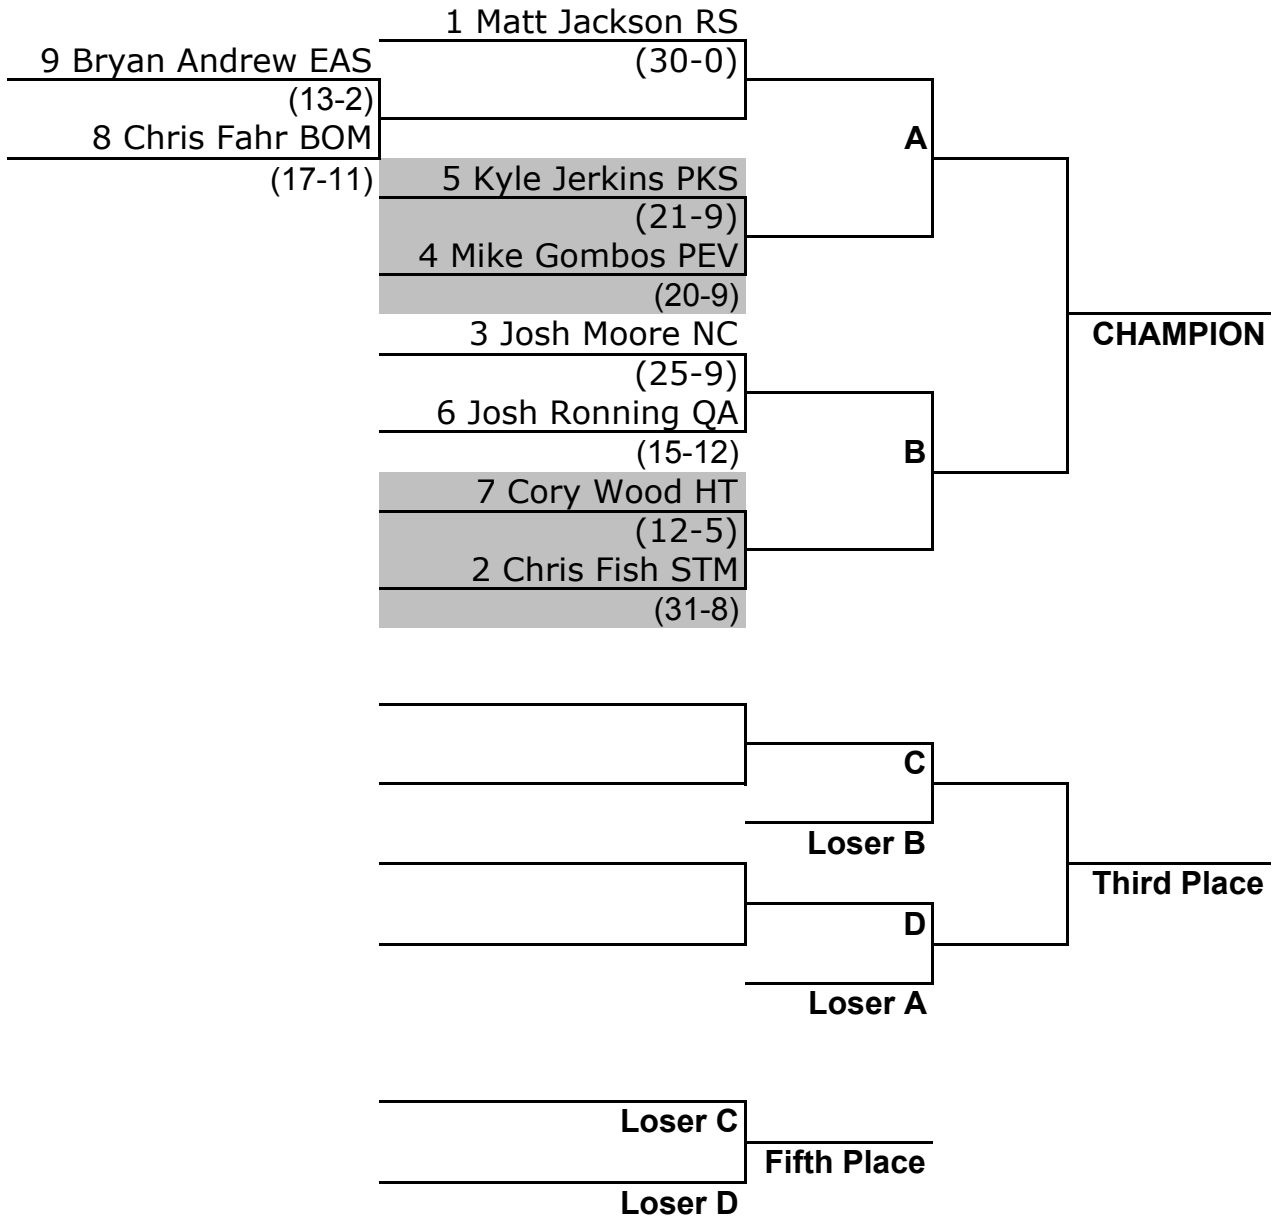 1 Matt Jackson RS
9 Bryan Andrew EAS
(30-0)
(13-2)
8 Chris Fahr BOM
A
(17-11)
5 Kyle Jerkins PKS
(21-9)
4 Mike Gombos PEV
(20-9)
3 Josh Moore NC
CHAMPION
(25-9)
6 Josh Ronning QA
(15-12)
B
7 Cory Wood HT
(12-5)
2 Chris Fish STM
(31-8)
C
Loser B
Third Place
D
Loser A
Loser C
Fifth Place
Loser D